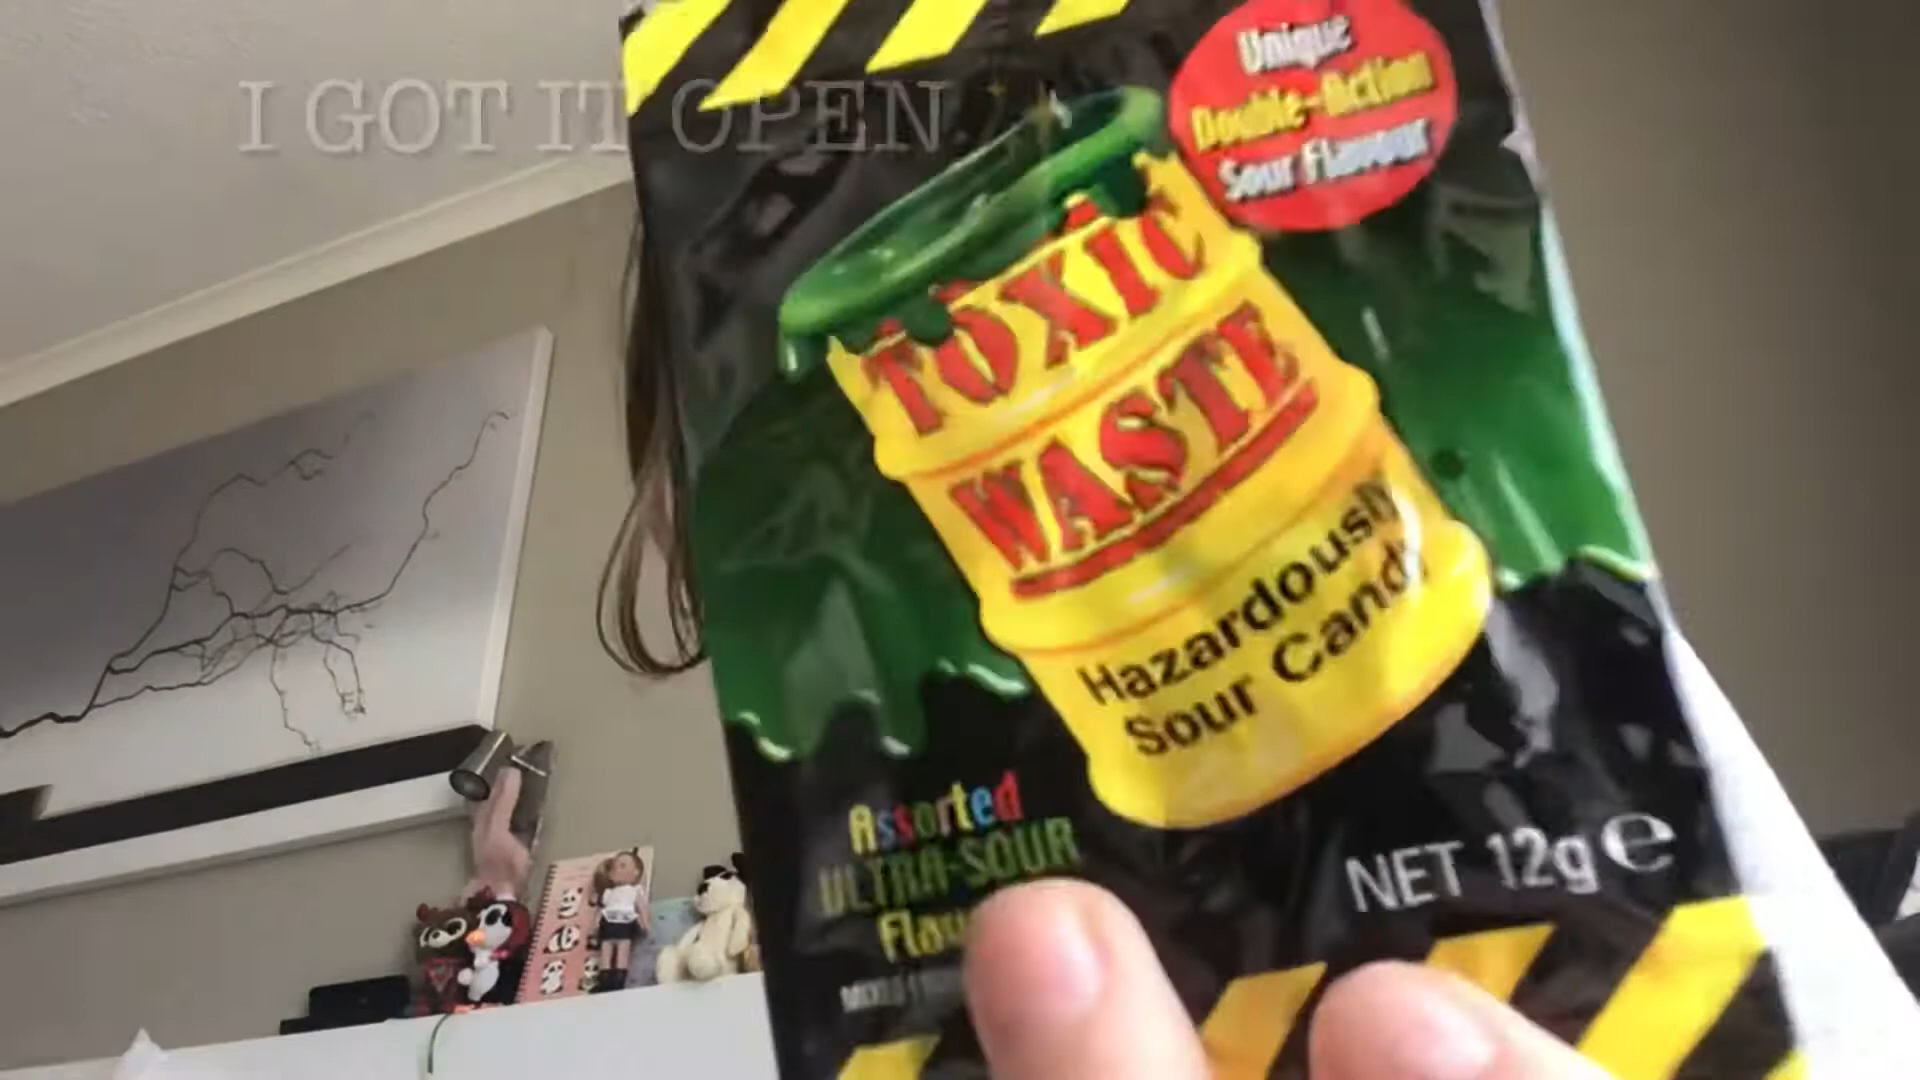 I GOT IT OPEN
Unique
Double-Action
Sour Flavour
TOXIC
WASTE
Hazardously
Sour Candy
Assorted
ULTRA-SOUR
NET 12g e